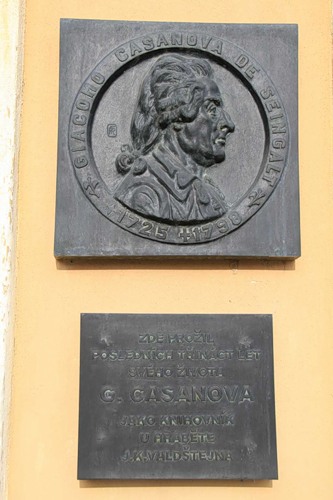 GIACOMO CASANOVA DE SEINGALT
1725 + 1798
ZDE PROŽIL
POSLEDNÍCH TŘINÁCT LET
SVÉHO ŽIVOTA
G. CASANOVA
JAKO KNIHOVNÍK
U HRABĚTE
J.K. VALDŠTEJNA